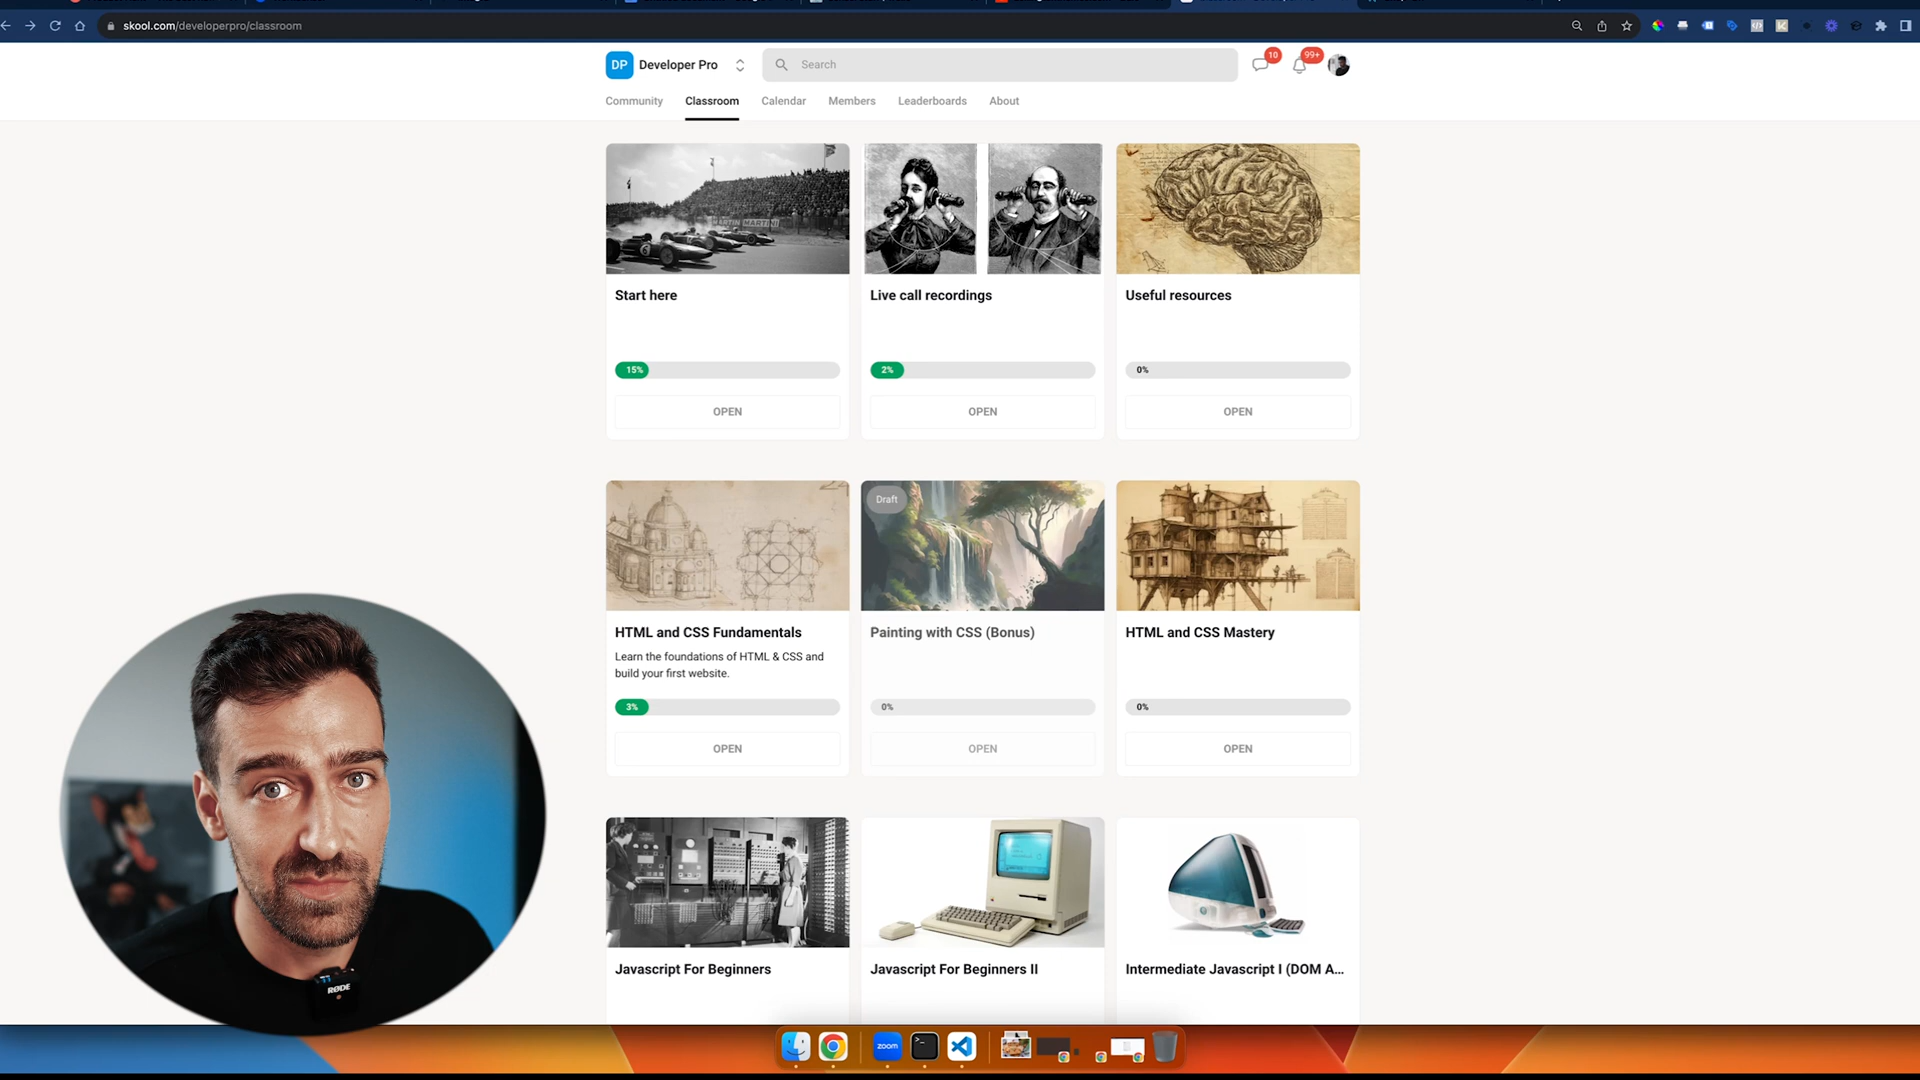 skool.com/developerpro/classroom
DP Developer Pro
Search
10
99+
Community Classroom Calendar Members Leaderboards About
MARTINI
Start here
Live call recordings
Useful resources
15%
2%
0%
OPEN
OPEN
OPEN
Draft
HTML and CSS Fundamentals
Learn the foundations of HTML & CSS and
build your first website.
Painting with CSS (Bonus)
HTML and CSS Mastery
3%
0%
0%
OPEN
OPEN
OPEN
Javascript For Beginners
Javascript For Beginners II
Intermediate Javascript I (DOM A...
RØDE
zoom